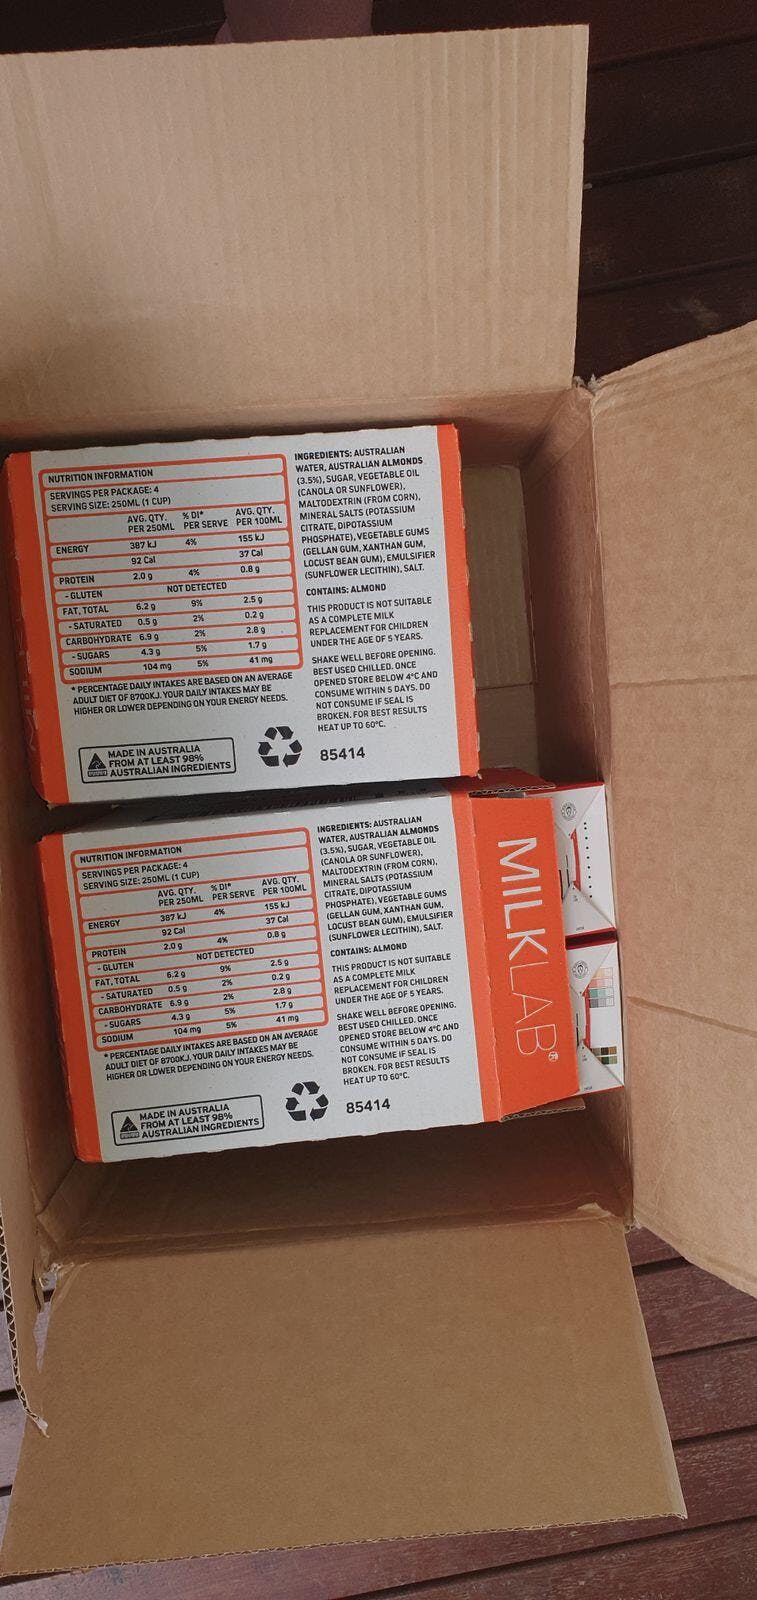 NUTRITION INFORMATION
SERVINGS PER PACKAGE: 4
SERVING SIZE: 250ML (1 CUP)
AVG. QTY. % DI* AVG. QTY.
PER 250ML PER SERVE PER 100ML
ENERGY 387 kJ 4% 155 kJ
92 Cal 37 Cal
PROTEIN 2.0 g 4% 0.8 g
- GLUTEN NOT DETECTED
FAT, TOTAL 6.2 g 9% 2.5 g
- SATURATED 0.5 g 2% 0.2 g
CARBOHYDRATE 6.9 g 2% 2.8 g
- SUGARS 4.3 g 5% 1.7 g
SODIUM 104 mg 5% 41 mg
* PERCENTAGE DAILY INTAKES ARE BASED ON AN AVERAGE
ADULT DIET OF 8700KJ. YOUR DAILY INTAKES MAY BE
HIGHER OR LOWER DEPENDING ON YOUR ENERGY NEEDS.
MADE IN AUSTRALIA
FROM AT LEAST 98%
AUSTRALIAN INGREDIENTS
INGREDIENTS: AUSTRALIAN
WATER, AUSTRALIAN ALMONDS
(3.5%), SUGAR, VEGETABLE OIL
(CANOLA OR SUNFLOWER),
MALTODEXTRIN (FROM CORN),
MINERAL SALTS (POTASSIUM
CITRATE, DIPOTASSIUM
PHOSPHATE), VEGETABLE GUMS
(GELLAN GUM, XANTHAN GUM,
LOCUST BEAN GUM), EMULSIFIER
(SUNFLOWER LECITHIN), SALT.
CONTAINS: ALMOND
THIS PRODUCT IS NOT SUITABLE
AS A COMPLETE MILK
REPLACEMENT FOR CHILDREN
UNDER THE AGE OF 5 YEARS.
SHAKE WELL BEFORE OPENING.
BEST USED CHILLED. ONCE
OPENED STORE BELOW 4°C AND
CONSUME WITHIN 5 DAYS. DO
NOT CONSUME IF SEAL IS
BROKEN. FOR BEST RESULTS
HEAT UP TO 60°C.
85414
NUTRITION INFORMATION
SERVINGS PER PACKAGE: 4
SERVING SIZE: 250ML (1 CUP)
AVG. QTY. % DI* AVG. QTY.
PER 250ML PER SERVE PER 100ML
ENERGY 387 kJ 4% 155 kJ
92 Cal 37 Cal
PROTEIN 2.0 g 4% 0.8 g
- GLUTEN NOT DETECTED
FAT, TOTAL 6.2 g 9% 2.5 g
- SATURATED 0.5 g 2% 0.2 g
CARBOHYDRATE 6.9 g 2% 2.8 g
- SUGARS 4.3 g 5% 1.7 g
SODIUM 104 mg 5% 41 mg
* PERCENTAGE DAILY INTAKES ARE BASED ON AN AVERAGE
ADULT DIET OF 8700KJ. YOUR DAILY INTAKES MAY BE
HIGHER OR LOWER DEPENDING ON YOUR ENERGY NEEDS.
MADE IN AUSTRALIA
FROM AT LEAST 98%
AUSTRALIAN INGREDIENTS
INGREDIENTS: AUSTRALIAN
WATER, AUSTRALIAN ALMONDS
(3.5%), SUGAR, VEGETABLE OIL
(CANOLA OR SUNFLOWER),
MALTODEXTRIN (FROM CORN),
MINERAL SALTS (POTASSIUM
CITRATE, DIPOTASSIUM
PHOSPHATE), VEGETABLE GUMS
(GELLAN GUM, XANTHAN GUM,
LOCUST BEAN GUM), EMULSIFIER
(SUNFLOWER LECITHIN), SALT.
CONTAINS: ALMOND
THIS PRODUCT IS NOT SUITABLE
AS A COMPLETE MILK
REPLACEMENT FOR CHILDREN
UNDER THE AGE OF 5 YEARS.
SHAKE WELL BEFORE OPENING.
BEST USED CHILLED. ONCE
OPENED STORE BELOW 4°C AND
CONSUME WITHIN 5 DAYS. DO
NOT CONSUME IF SEAL IS
BROKEN. FOR BEST RESULTS
HEAT UP TO 60°C.
85414
MILKLAB®